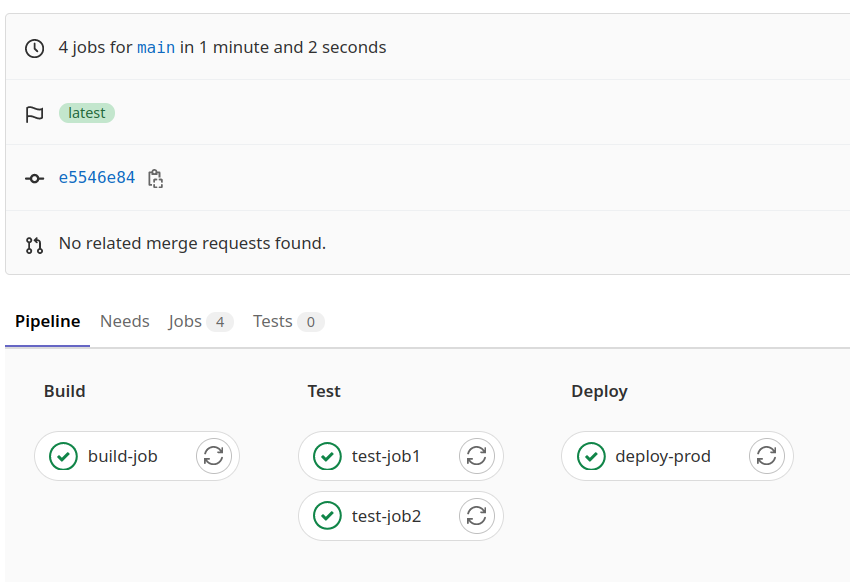 4 jobs for main in 1 minute and 2 seconds
latest
e5546e84
No related merge requests found.
Pipeline Needs Jobs 4 Tests 0
Build Test Deploy
build-job test-job1 deploy-prod
test-job2